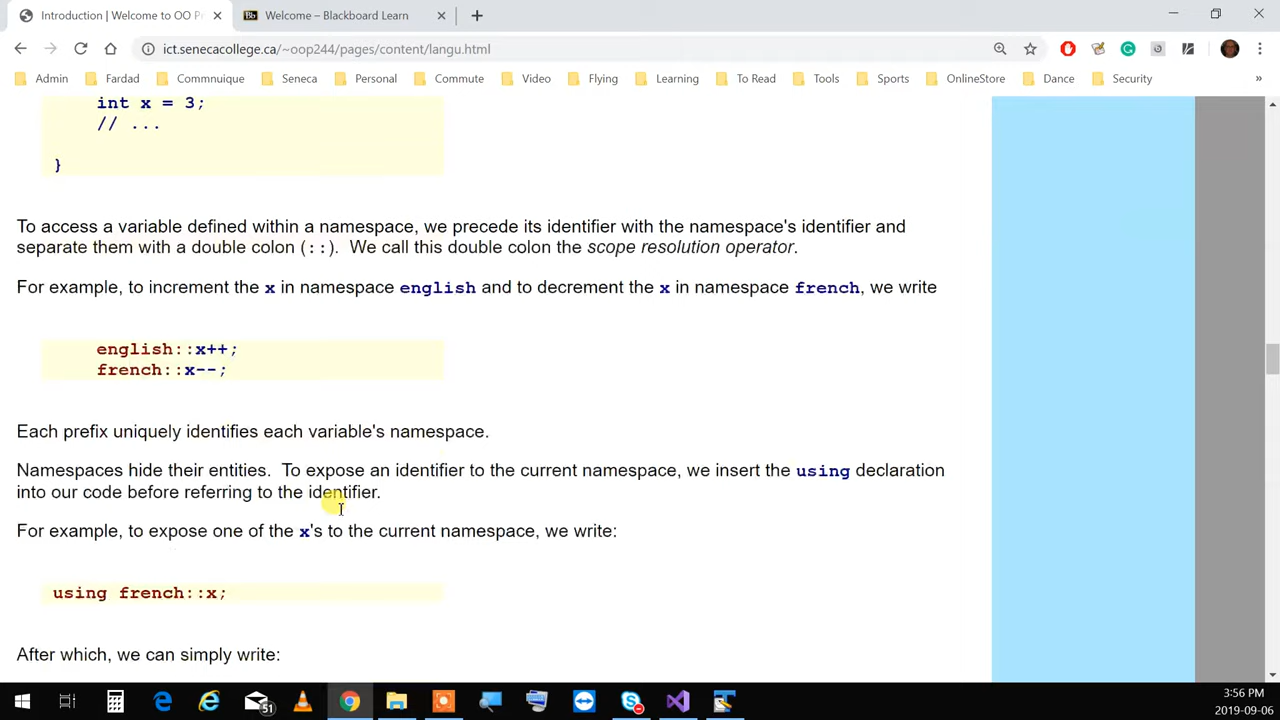 Introduction | Welcome to OO Pr
Welcome – Blackboard Learn
ict.senecacollege.ca/~oop244/pages/content/langu.html
Admin Fardad Commnuique Seneca Personal Commute Video Flying Learning To Read Tools Sports OnlineStore Dance Security »
int x = 3;
// ...
}
To access a variable defined within a namespace, we precede its identifier with the namespace's identifier and
separate them with a double colon (::). We call this double colon the scope resolution operator.
For example, to increment the x in namespace english and to decrement the x in namespace french, we write
english::x++;
french::x--;
Each prefix uniquely identifies each variable's namespace.
Namespaces hide their entities. To expose an identifier to the current namespace, we insert the using declaration
into our code before referring to the identifier.
For example, to expose one of the x's to the current namespace, we write:
using french::x;
After which, we can simply write:
51
3:56 PM
2019-09-06